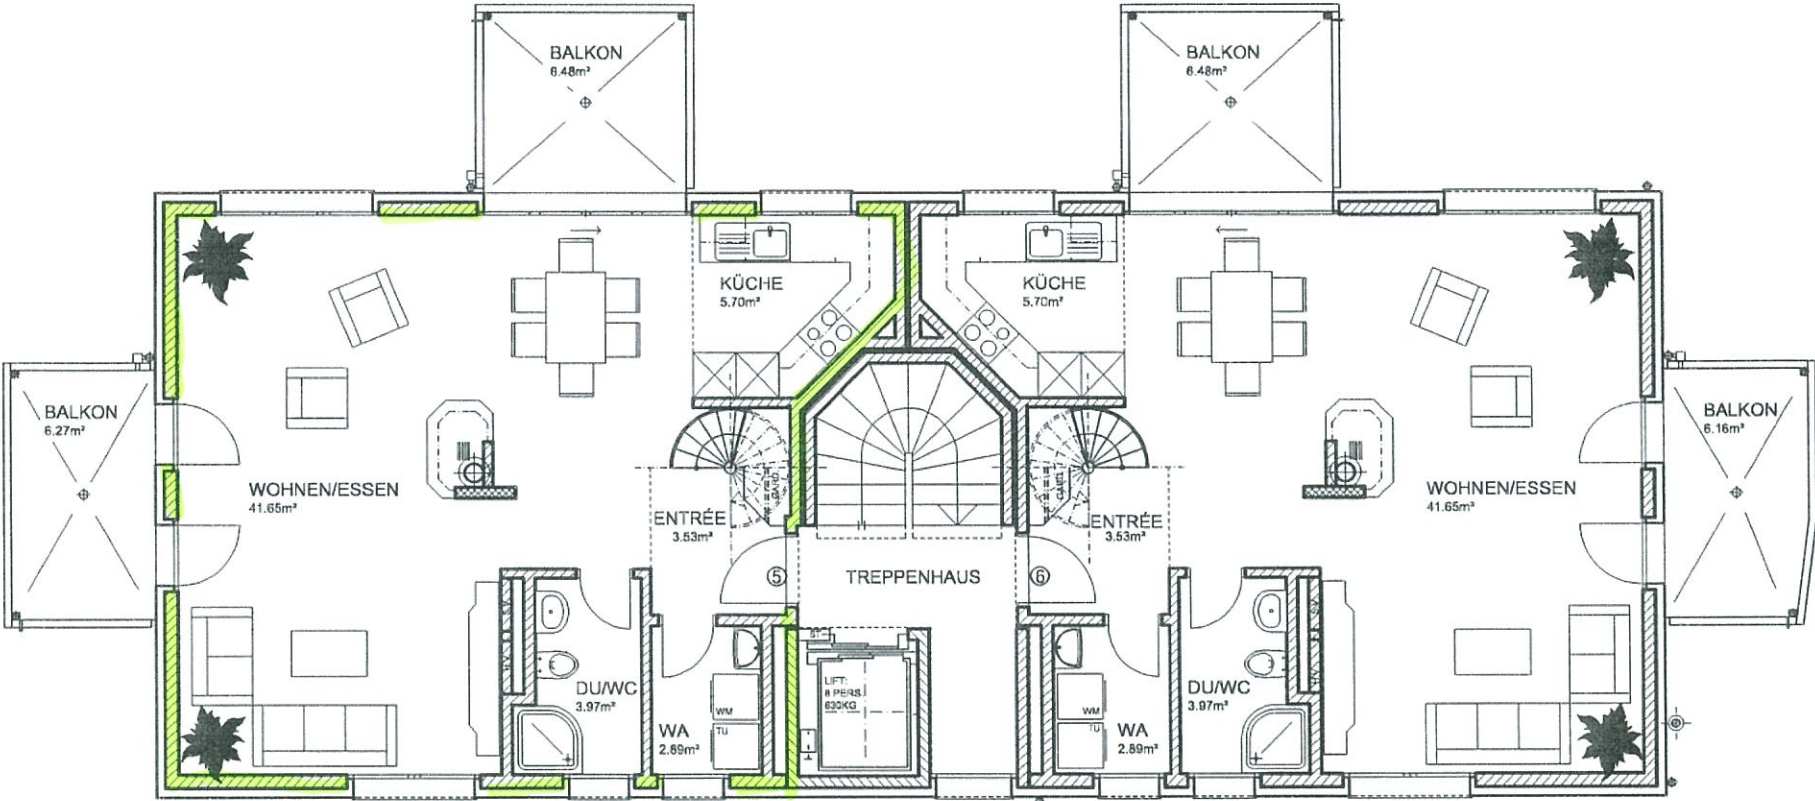 BALKON
6.48m²
BALKON
6.48m²
KÜCHE
5.70m²
KÜCHE
5.70m²
BALKON
6.27m²
BALKON
6.16m²
WOHNEN/ESSEN
41.65m²
WOHNEN/ESSEN
41.65m²
GARD
GARD
ENTRÉE
3.53m²
ENTRÉE
3.53m²
5
TREPPENHAUS
6
LIFT:
8 PERS.
630KG
DU/WC
3.97m²
DU/WC
3.97m²
WM
TU
WM
TU
WA
2.89m²
WA
2.89m²